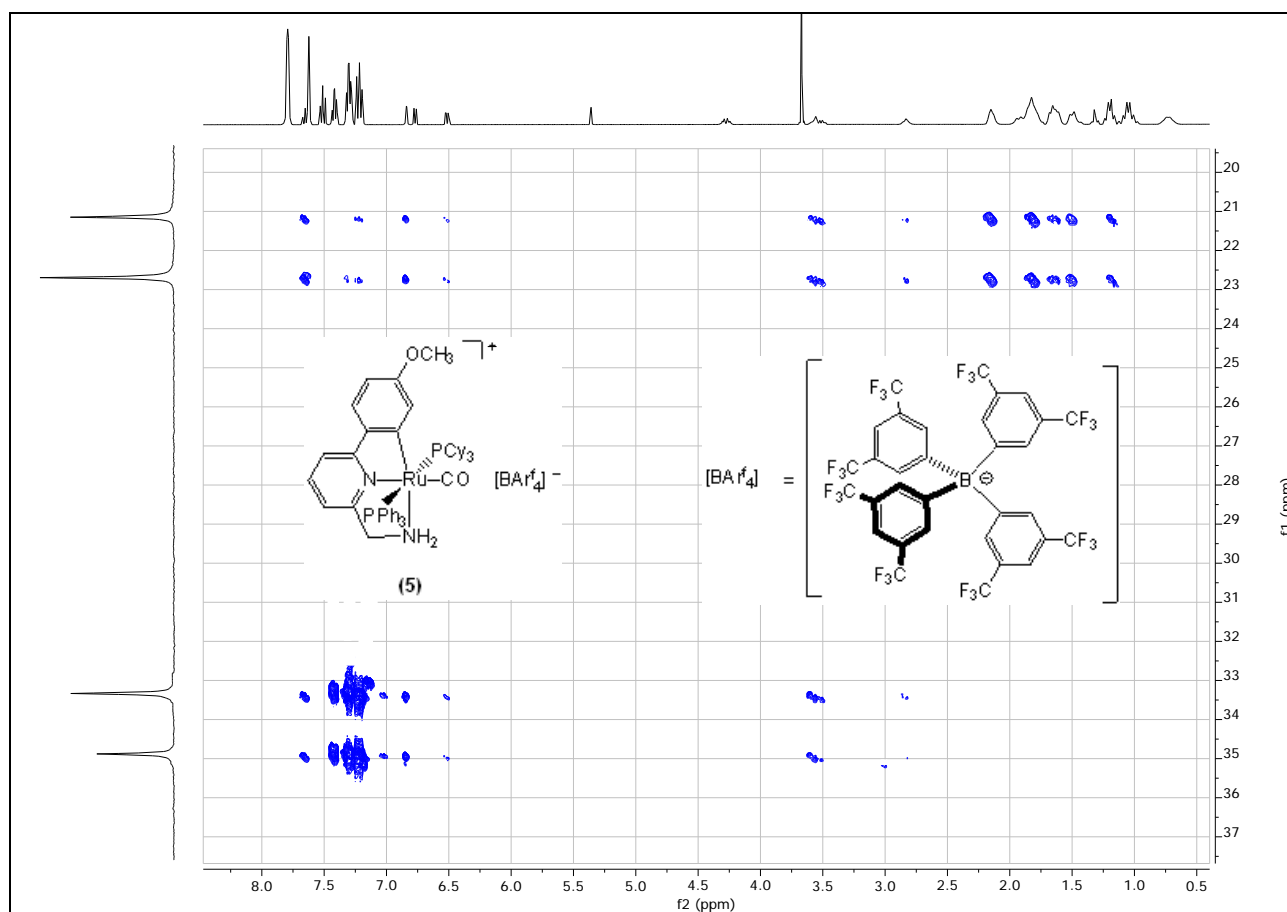 20
21
22
23
24
25
26
27
28
29
30
31
32
33
34
35
36
37
f1 (ppm)
OCH3
PCy3
N
Ru
CO
PPh3
NH2
+
[BArf4]−
(5)
[BArf4] =
F3C
CF3
F3C
CF3
F3C
B
⊖
F3C
CF3
CF3
8.0 7.5 7.0 6.5 6.0 5.5 5.0 4.5 4.0 3.5 3.0 2.5 2.0 1.5 1.0 0.5
f2 (ppm)